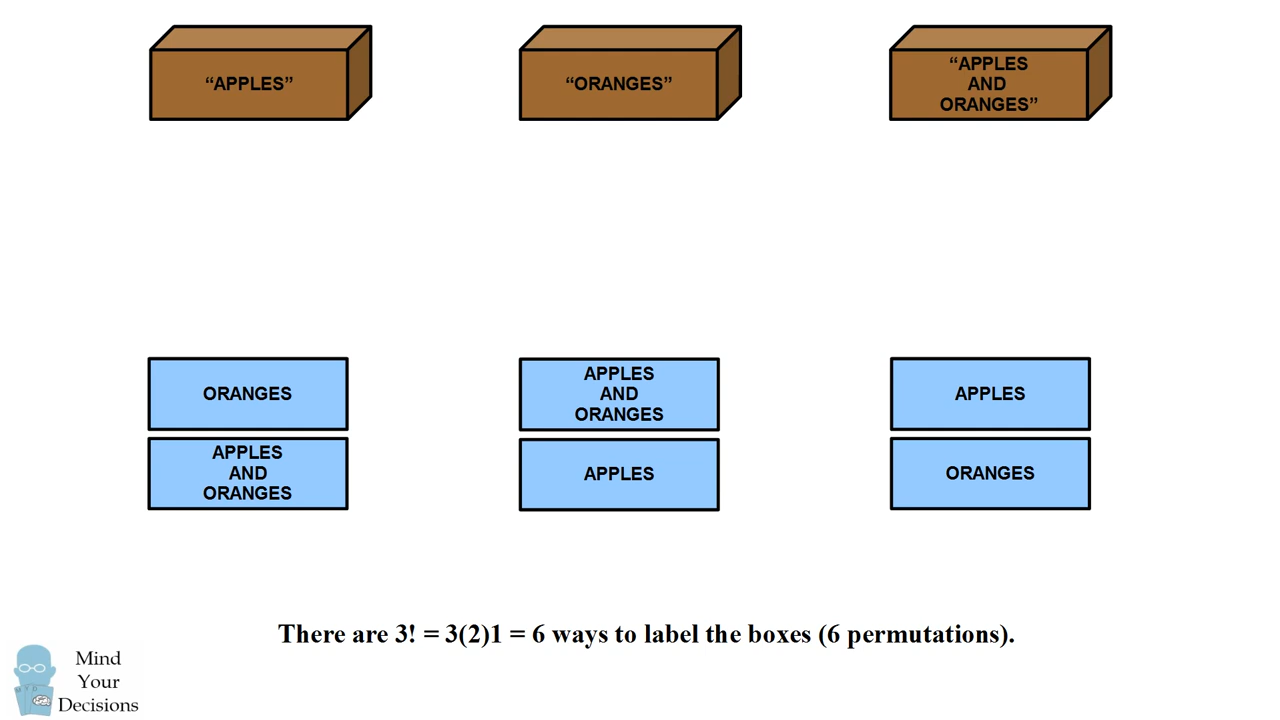 “APPLES”
“ORANGES”
“APPLES
AND
ORANGES”
ORANGES
APPLES
AND
ORANGES
APPLES
APPLES
AND
ORANGES
APPLES
ORANGES
There are 3! = 3(2)1 = 6 ways to label the boxes (6 permutations).
Mind
Your
Decisions